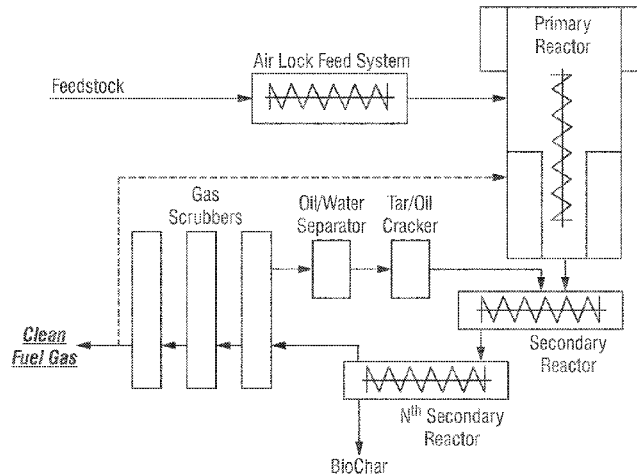 Primary
Reactor
Air Lock Feed System
Feedstock
Gas
Scrubbers
Oil/Water
Separator
Tar/Oil
Cracker
Clean
Fuel Gas
Secondary
Reactor
Nth Secondary
Reactor
BioChar